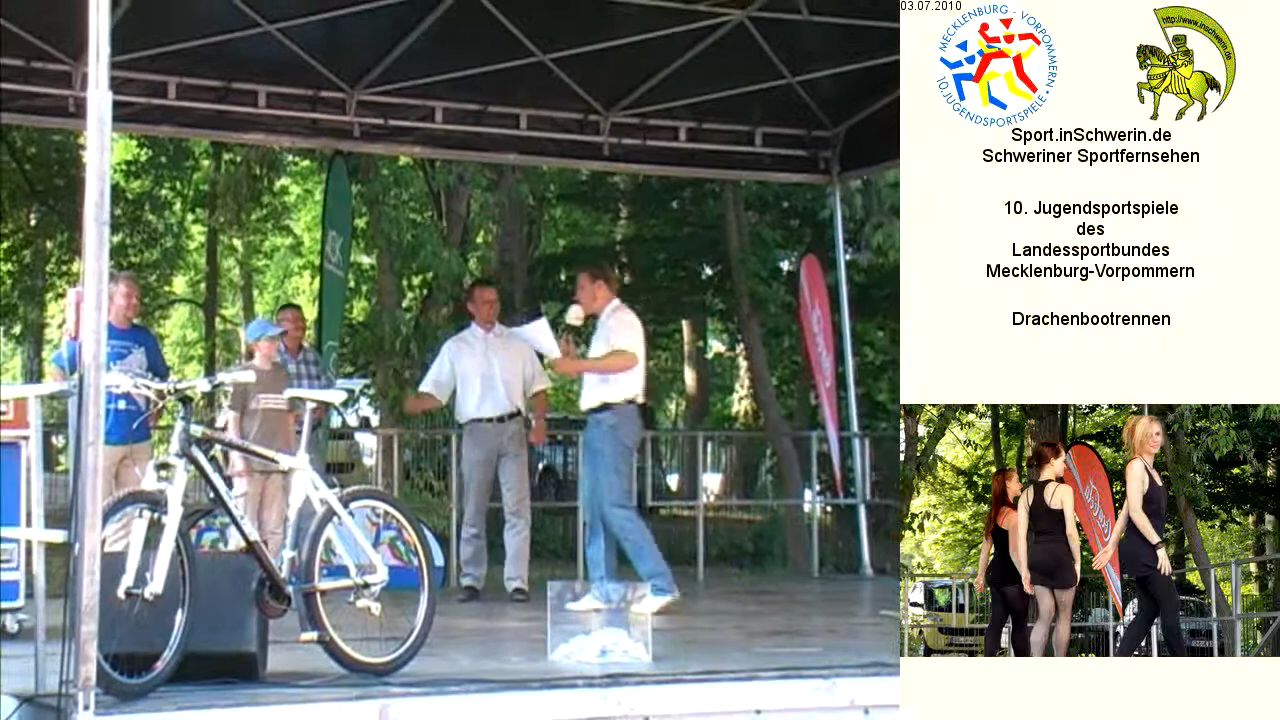 03.07.2010
MECKLENBURG - VORPOMMERN
10. JUGENDSPORTSPIELE
http://www.inschwerin.de
Sport.inSchwerin.de
Schweriner Sportfernsehen
10. Jugendsportspiele
des
Landessportbundes
Mecklenburg-Vorpommern
Drachenbootrennen